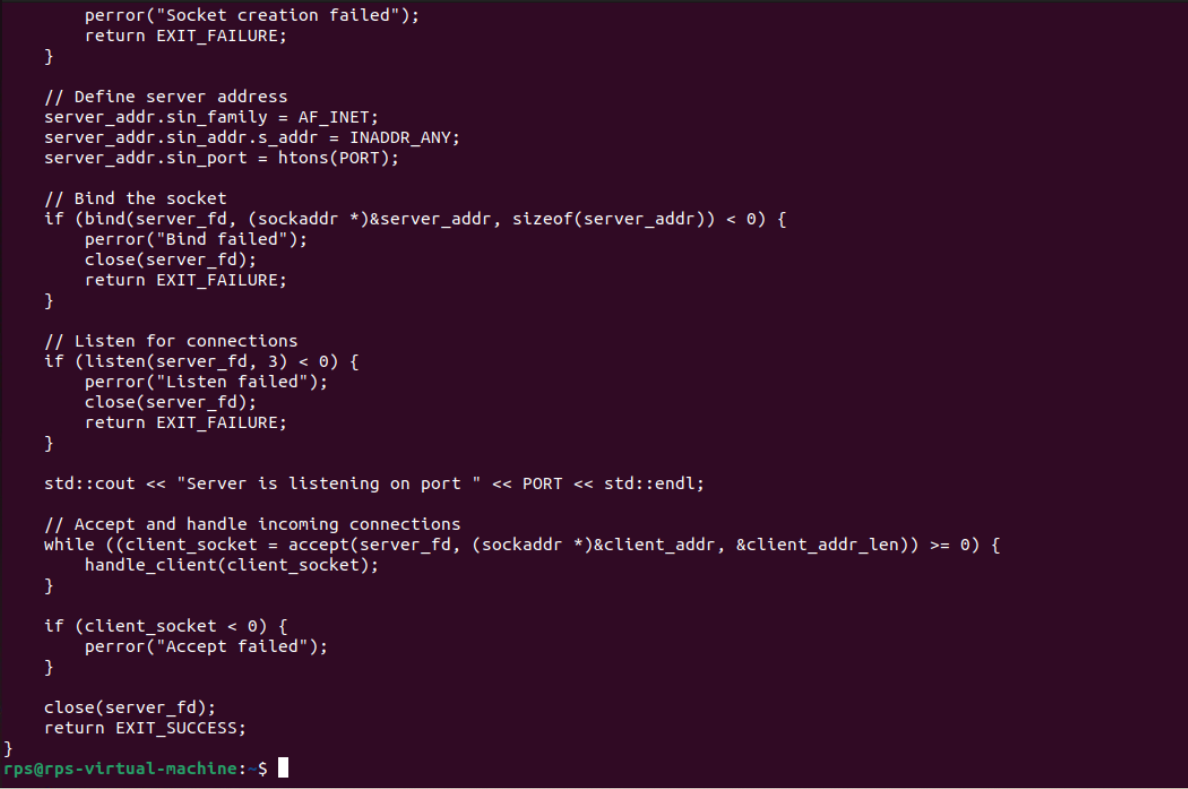 perror("Socket creation failed");
        return EXIT_FAILURE;
    }

    // Define server address
    server_addr.sin_family = AF_INET;
    server_addr.sin_addr.s_addr = INADDR_ANY;
    server_addr.sin_port = htons(PORT);

    // Bind the socket
    if (bind(server_fd, (sockaddr *)&server_addr, sizeof(server_addr)) < 0) {
        perror("Bind failed");
        close(server_fd);
        return EXIT_FAILURE;
    }

    // Listen for connections
    if (listen(server_fd, 3) < 0) {
        perror("Listen failed");
        close(server_fd);
        return EXIT_FAILURE;
    }

    std::cout << "Server is listening on port " << PORT << std::endl;

    // Accept and handle incoming connections
    while ((client_socket = accept(server_fd, (sockaddr *)&client_addr, &client_addr_len)) >= 0) {
        handle_client(client_socket);
    }

    if (client_socket < 0) {
        perror("Accept failed");
    }

    close(server_fd);
    return EXIT_SUCCESS;
}
rps@rps-virtual-machine:~$